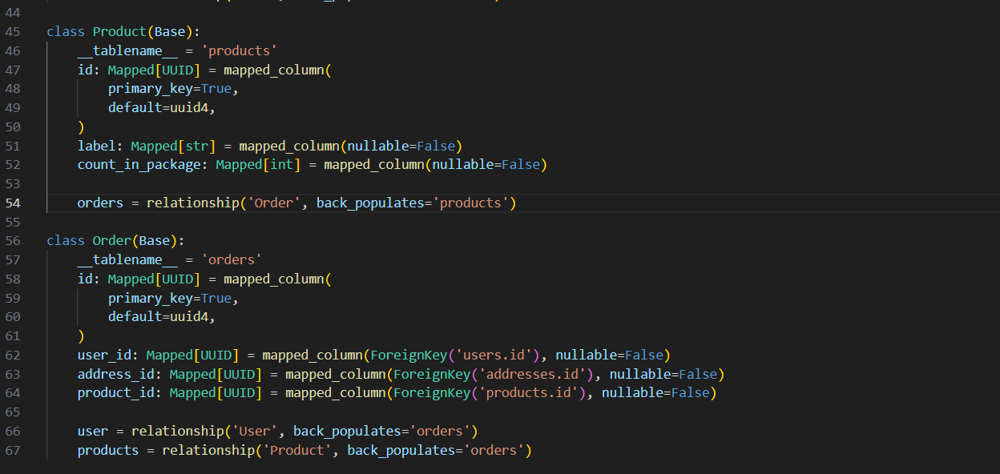 44
45 class Product(Base):
46     __tablename__ = 'products'
47     id: Mapped[UUID] = mapped_column(
48         primary_key=True,
49         default=uuid4,
50     )
51     label: Mapped[str] = mapped_column(nullable=False)
52     count_in_package: Mapped[int] = mapped_column(nullable=False)
53
54     orders = relationship('Order', back_populates='products')
55
56 class Order(Base):
57     __tablename__ = 'orders'
58     id: Mapped[UUID] = mapped_column(
59         primary_key=True,
60         default=uuid4,
61     )
62     user_id: Mapped[UUID] = mapped_column(ForeignKey('users.id'), nullable=False)
63     address_id: Mapped[UUID] = mapped_column(ForeignKey('addresses.id'), nullable=False)
64     product_id: Mapped[UUID] = mapped_column(ForeignKey('products.id'), nullable=False)
65
66     user = relationship('User', back_populates='orders')
67     products = relationship('Product', back_populates='orders')